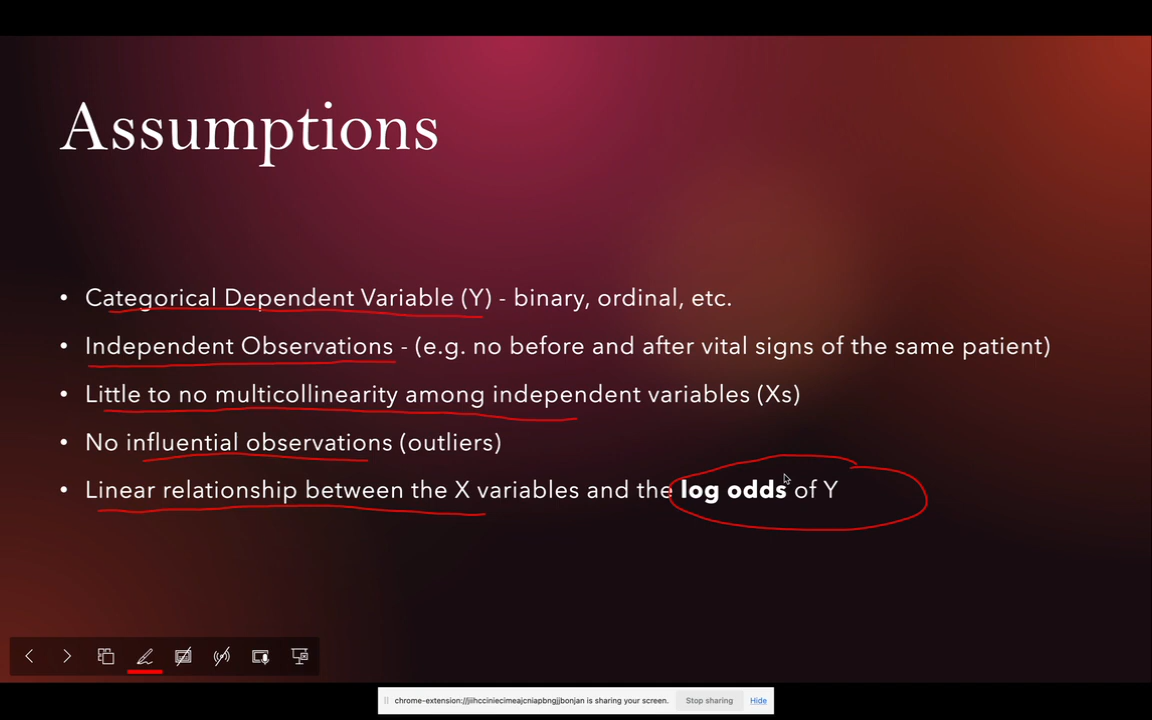 Assumptions
• Categorical Dependent Variable (Y) - binary, ordinal, etc.
• Independent Observations - (e.g. no before and after vital signs of the same patient)
• Little to no multicollinearity among independent variables (Xs)
• No influential observations (outliers)
• Linear relationship between the X variables and the log odds of Y
chrome-extension://jiihcciniecimeajcniapbngjjbonjan is sharing your screen. Stop sharing Hide